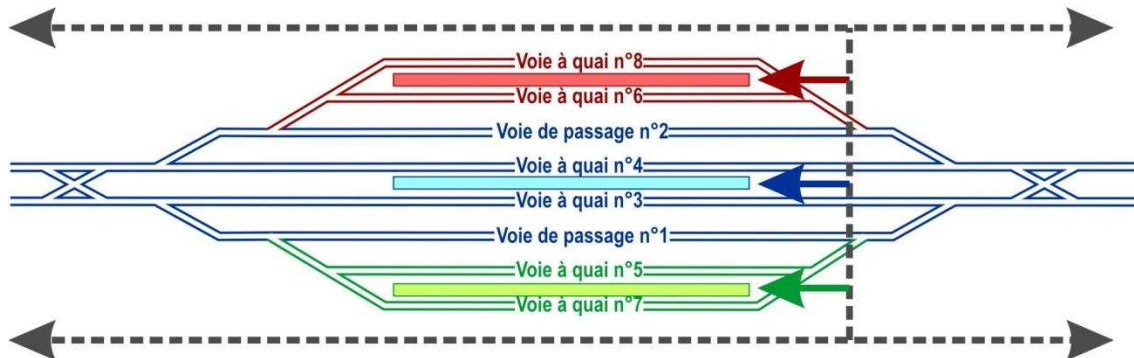 Voie à quai n°8
Voie à quai n°6
Voie de passage n°2
Voie à quai n°4
Voie à quai n°3
Voie de passage n°1
Voie à quai n°5
Voie à quai n°7